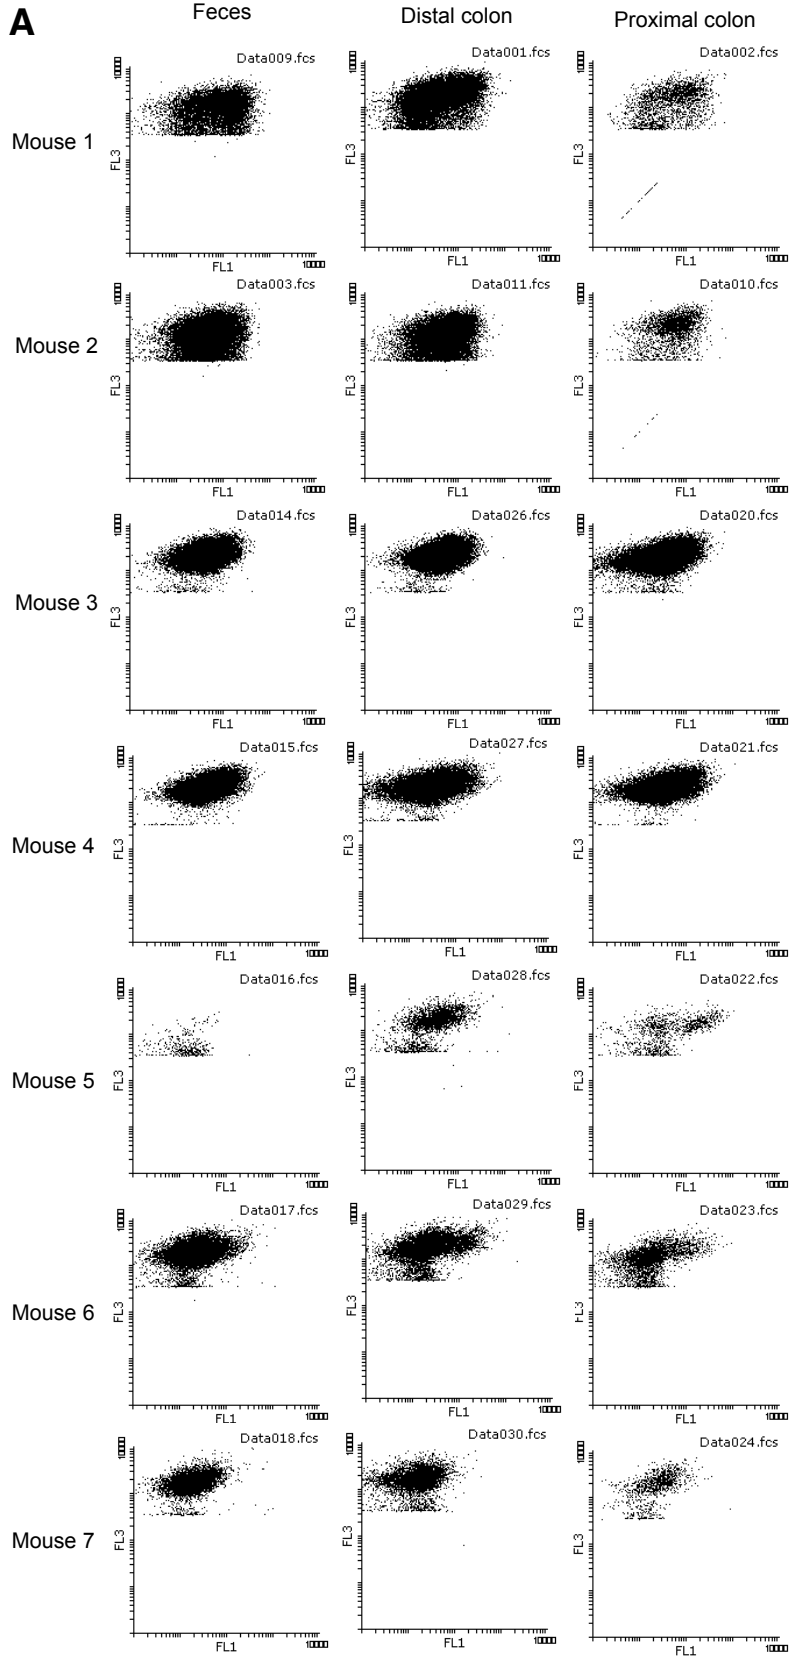 A
Feces Distal colon Proximal colon
Data009.fcs Data001.fcs Data002.fcs
Mouse 1
FL3 FL3 FL3
FL1 FL1 FL1
Data003.fcs Data011.fcs Data010.fcs
Mouse 2
FL3 FL3 FL3
FL1 FL1 FL1
Data014.fcs Data026.fcs Data020.fcs
Mouse 3
FL3 FL3 FL3
FL1 FL1 FL1
Data015.fcs Data027.fcs Data021.fcs
Mouse 4
FL3 FL3 FL3
FL1 FL1 FL1
Data016.fcs Data028.fcs Data022.fcs
Mouse 5
FL3 FL3 FL3
FL1 FL1 FL1
Data017.fcs Data029.fcs Data023.fcs
Mouse 6
FL3 FL3 FL3
FL1 FL1 FL1
Data018.fcs Data030.fcs Data024.fcs
Mouse 7
FL3 FL3 FL3
FL1 FL1 FL1